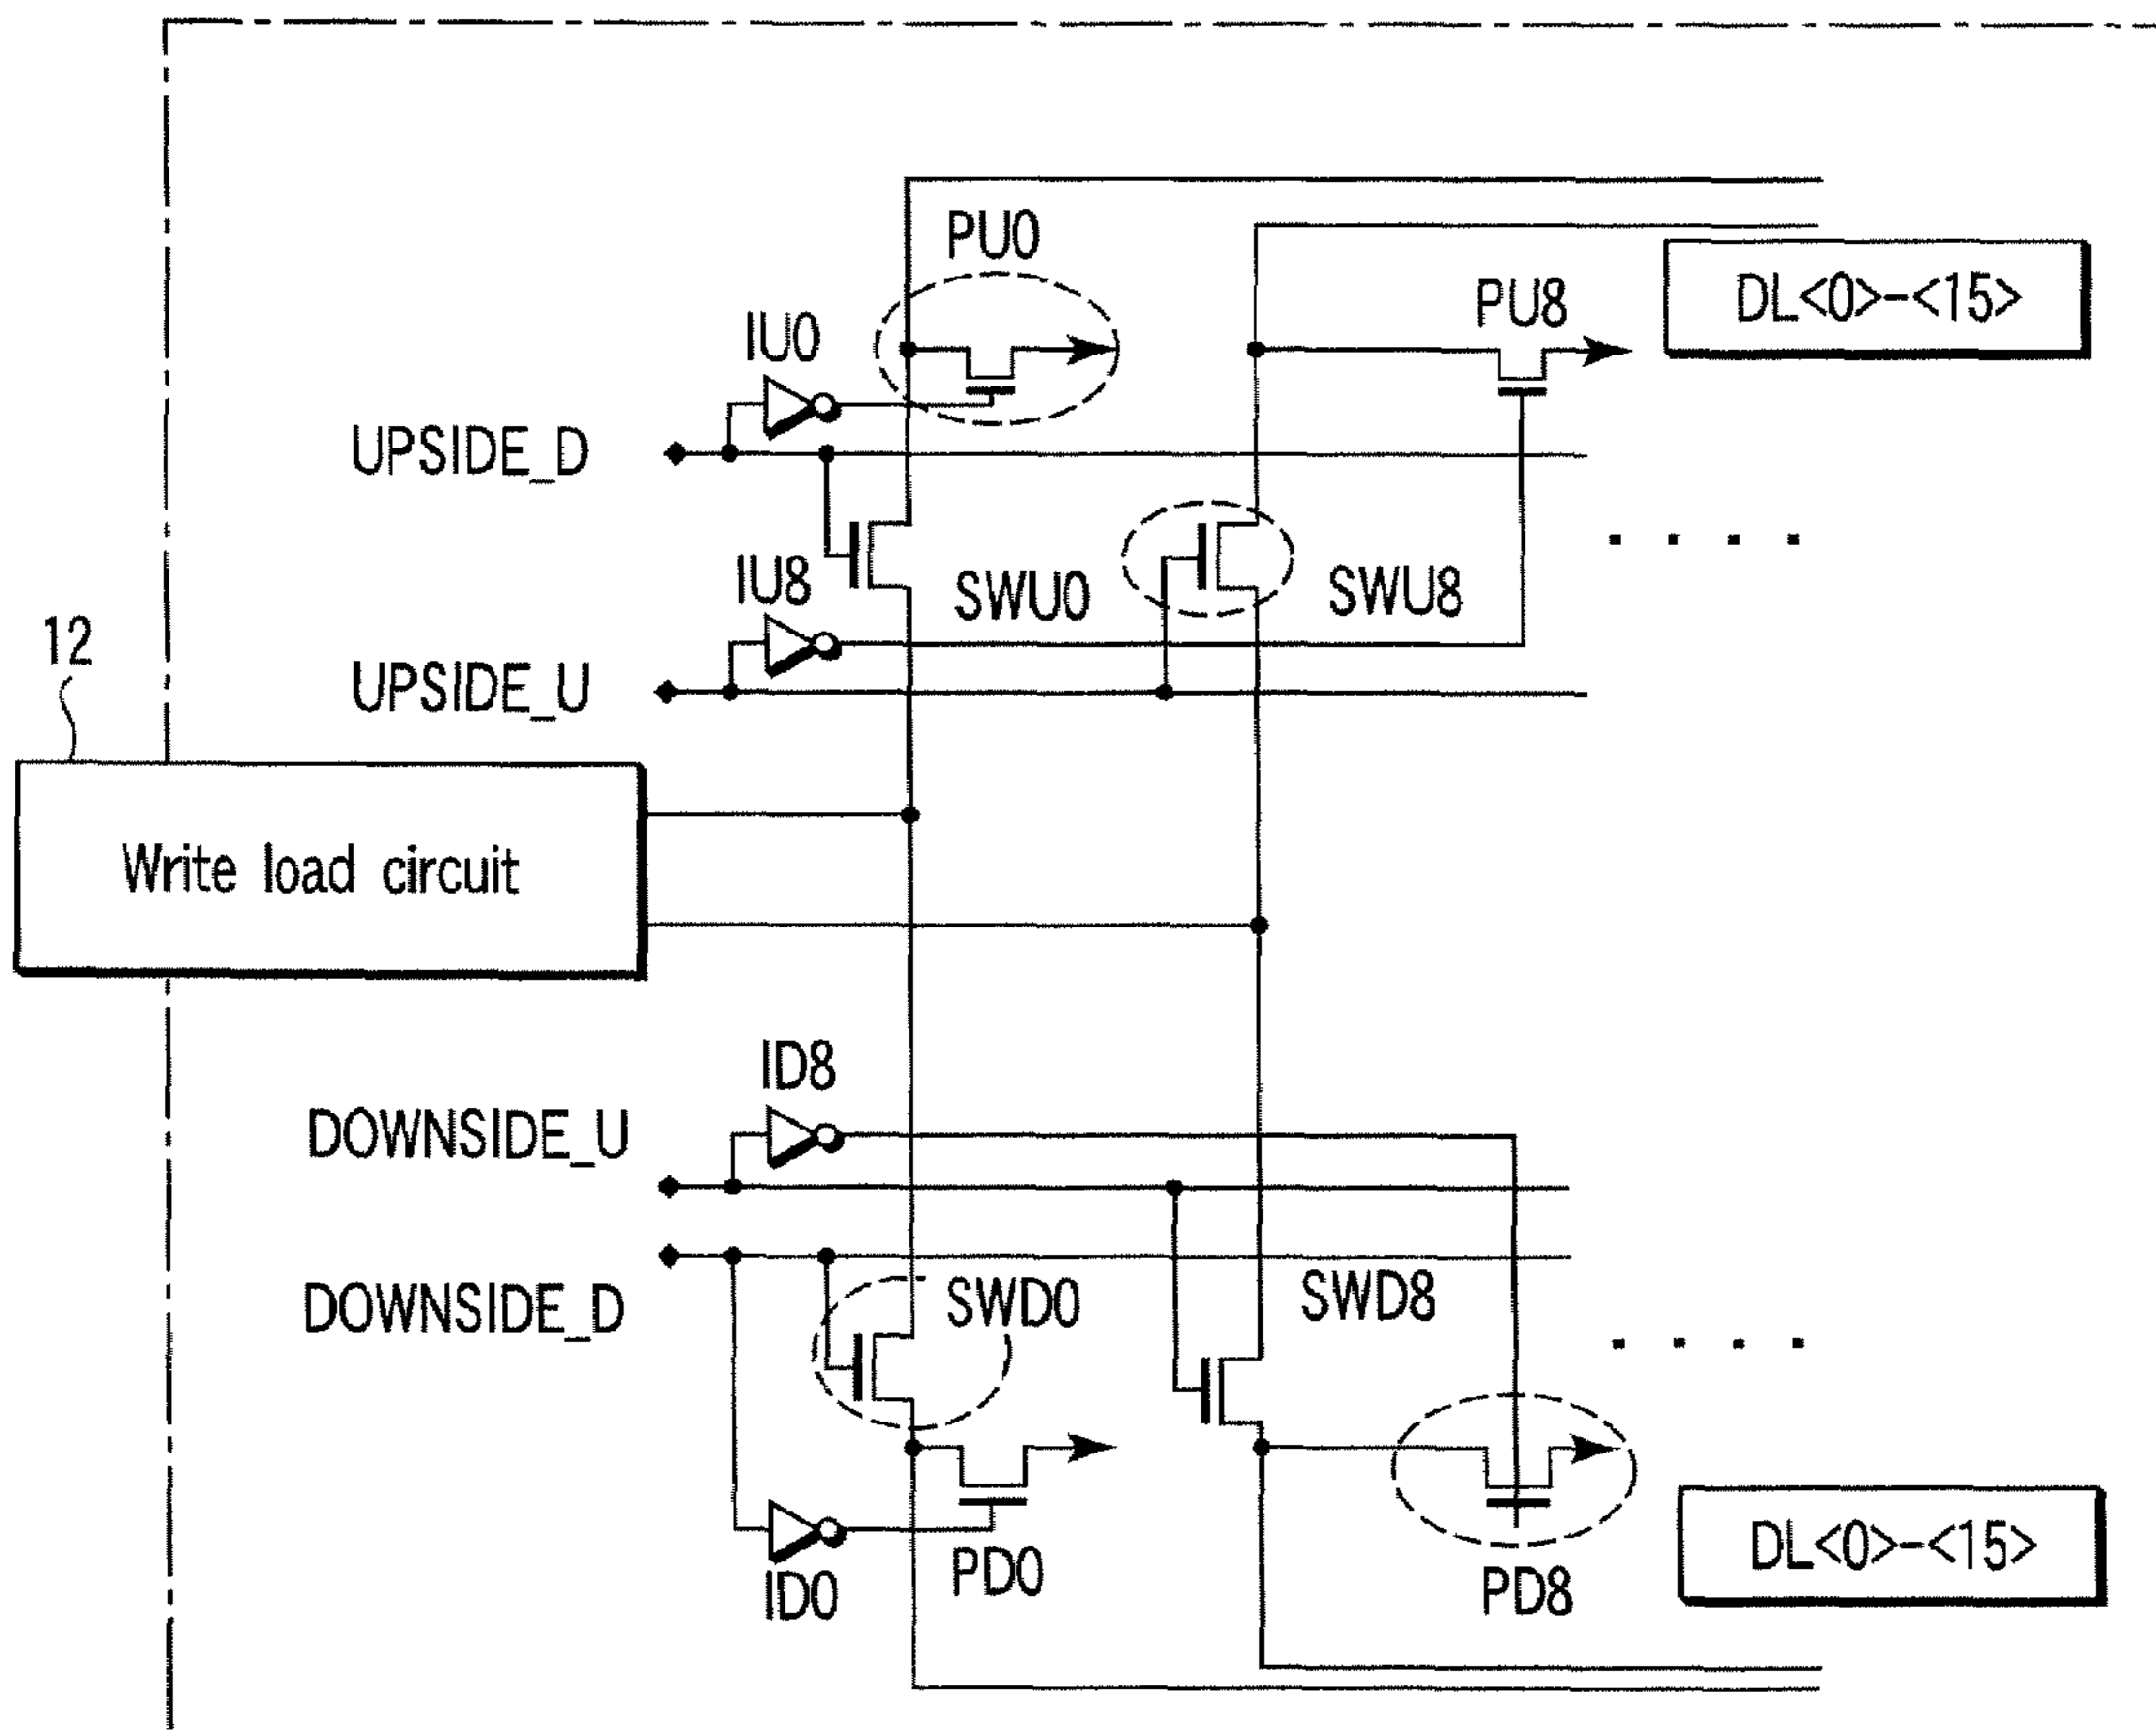 PU0
DL<0>-<15>
PU8
IU0
UPSIDE_D
IU8
SWU0
SWU8
12
UPSIDE_U
Write load circuit
ID8
DOWNSIDE_U
DOWNSIDE_D
SWD0
SWD8
DL<0>-<15>
PD0
PD8
ID0